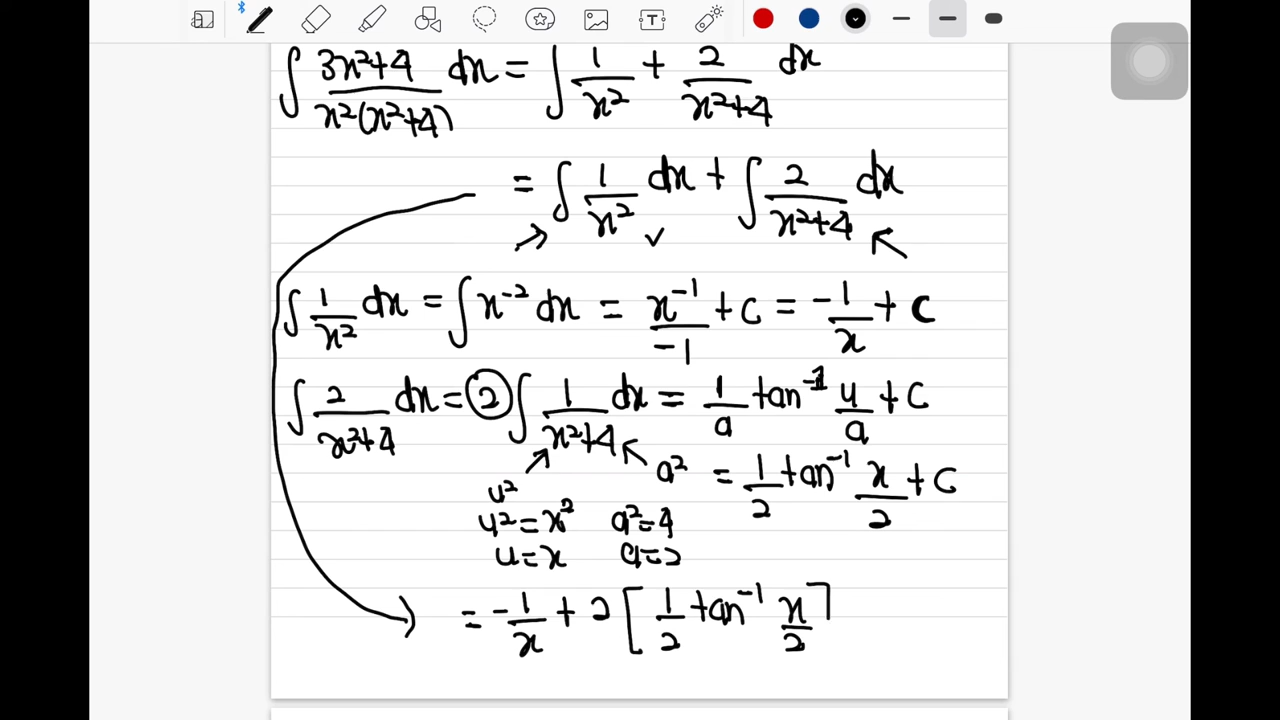 ∫ 3x²+4 / x²(x²+4) dx = ∫ 1/x² + 2/x²+4 dx
= ∫ 1/x² dx + ∫ 2/x²+4 dx
∫ 1/x² dx = ∫ x⁻² dx = x⁻¹/-1 + C = -1/x + C
∫ 2/x²+4 dx = 2 ∫ 1/x²+4 dx = 1/a tan⁻¹ u/a + C
a² = 1/2 tan⁻¹ x/2 + C
u²
u² = x² a² = 4
u = x a = 2
= -1/x + 2 [ 1/2 tan⁻¹ x/2 ]